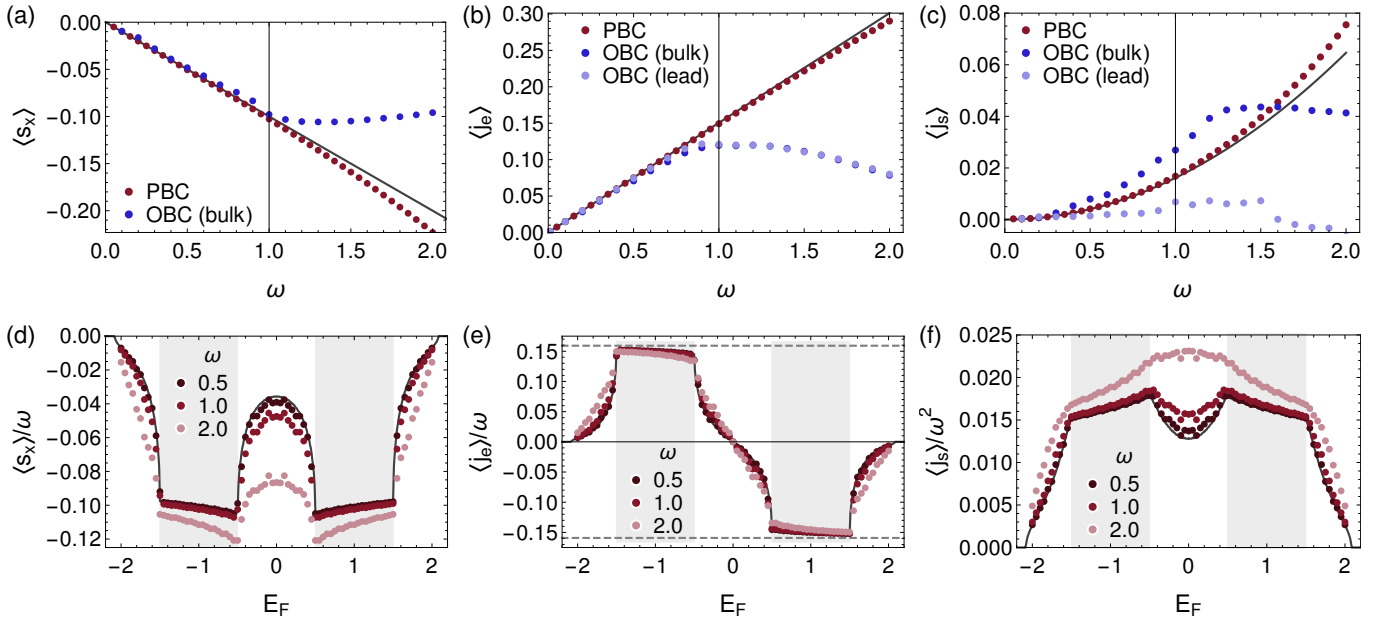 (a)
0.00
−0.05
−0.10
−0.15
−0.20
⟨sₓ⟩
PBC
OBC (bulk)
0.0 0.5 1.0 1.5 2.0
ω
(b)
0.30
0.25
0.20
0.15
0.10
0.05
0.00
⟨jₑ⟩
PBC
OBC (bulk)
OBC (lead)
0.0 0.5 1.0 1.5 2.0
ω
(c)
0.08
0.06
0.04
0.02
0.00
⟨jₛ⟩
PBC
OBC (bulk)
OBC (lead)
0.0 0.5 1.0 1.5 2.0
ω
(d)
0.00
−0.02
−0.04
−0.06
−0.08
−0.10
−0.12
⟨sₓ⟩/ω
ω
0.5
1.0
2.0
−2 −1 0 1 2
E_F
(e)
0.15
0.10
0.05
0.00
−0.05
−0.10
−0.15
⟨jₑ⟩/ω
ω
0.5
1.0
2.0
−2 −1 0 1 2
E_F
(f)
0.025
0.020
0.015
0.010
0.005
0.000
⟨jₛ⟩/ω²
ω
0.5
1.0
2.0
−2 −1 0 1 2
E_F